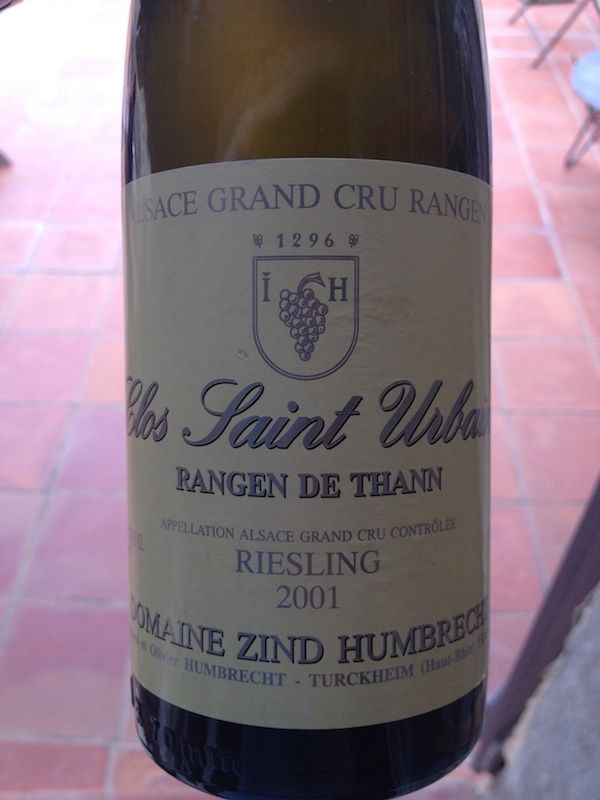 ALSACE GRAND CRU RANGEN
1296
I H
Clos Saint Urbain
RANGEN DE THANN
APPELLATION ALSACE GRAND CRU CONTRÔLÉE
RIESLING
2001
DOMAINE ZIND HUMBRECHT
et Olivier HUMBRECHT - TURCKHEIM (Haut-Rhin)